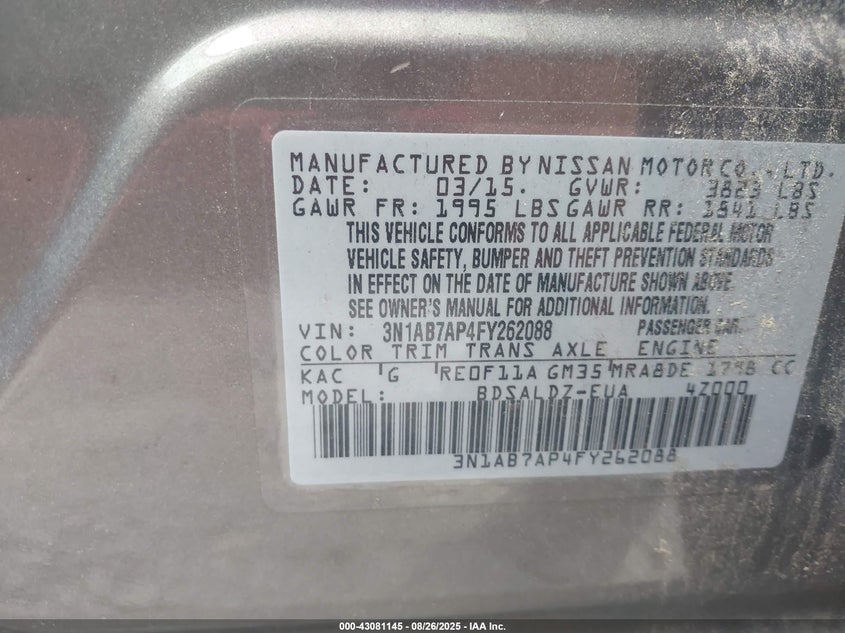 MANUFACTURED BY NISSAN MOTOR CO., LTD.
DATE: 03/15. GVWR: 3823 LBS
GAWR FR: 1995 LBS GAWR RR: 1841 LBS
THIS VEHICLE CONFORMS TO ALL APPLICABLE FEDERAL MOTOR
VEHICLE SAFETY, BUMPER AND THEFT PREVENTION STANDARDS
IN EFFECT ON THE DATE OF MANUFACTURE SHOWN ABOVE.
SEE OWNER'S MANUAL FOR ADDITIONAL INFORMATION.
VIN: 3N1AB7AP4FY262088 PASSENGER CAR
COLOR TRIM TRANS AXLE ENGINE
KAC G RE0F11A GM35 MRA8DE 1798 CC
MODEL: BDSALDZ-EUA 4Z000
3N1AB7AP4FY262088
000-43081145 - 08/26/2025 - IAA Inc.